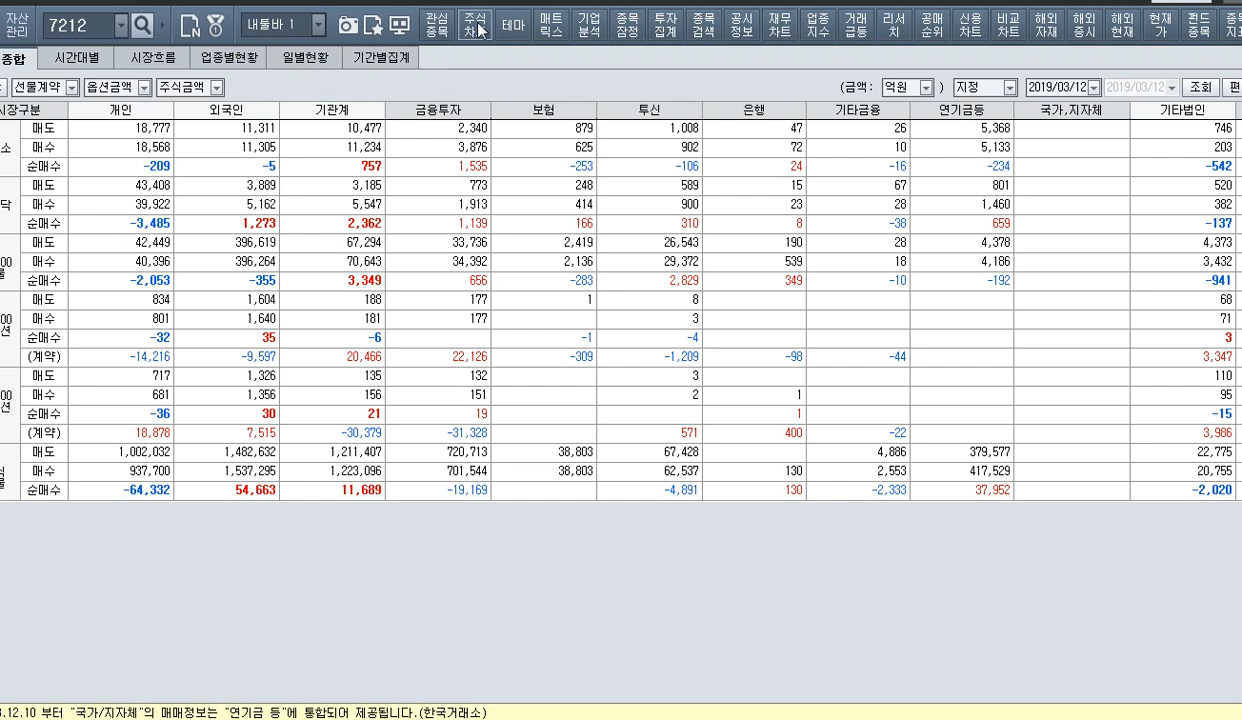 자산 관리 7212 내툴바 1 관심 종목 주식 차트 테마 매트 릭스 기업 분석 종목 잠정 투자 집계 종목 검색 공시 정보 재무 차트 업종 지수 거래 급등 리서 치 공매 순위 신용 차트 비교 차트 해외 자재 해외 증시 해외 현재 현재 가 펀드 종목
종합 시간대별 시장흐름 업종별현황 일별현황 기간별집계
선물계약 옵션금액 주식금액 (금액: 억원 ) 지정 2019/03/12 2019/03/12 조회 편
시장구분 개인 외국인 기관계 금융투자 보험 투신 은행 기타금융 연기금등 국가,지자체 기타법인
매도 18,777 11,311 10,477 2,340 879 1,008 47 26 5,368 746
소 매수 18,568 11,305 11,234 3,876 625 902 72 10 5,133 203
순매수 -209 -5 757 1,535 -253 -106 24 -16 -234 -542
매도 43,408 3,889 3,185 773 248 589 15 67 801 520
닥 매수 39,922 5,162 5,547 1,913 414 900 23 28 1,460 382
순매수 -3,485 1,273 2,362 1,139 166 310 8 -38 659 -137
매도 42,449 396,619 67,294 33,736 2,419 26,543 190 28 4,378 4,373
00 매수 40,396 396,264 70,643 34,392 2,136 29,372 539 18 4,186 3,432
순매수 -2,053 -355 3,349 656 -283 2,829 349 -10 -192 -941
매도 834 1,604 188 177 1 8 68
00 매수 801 1,640 181 177 3 71
션 순매수 -32 35 -6 -1 -4 3
(계약) -14,216 -9,597 20,466 22,126 -309 -1,209 -98 -44 3,347
매도 717 1,326 135 132 3 110
00 매수 681 1,356 156 151 2 1 95
션 순매수 -36 30 21 19 1 -15
(계약) 18,878 7,515 -30,379 -31,328 571 400 -22 3,986
매도 1,002,032 1,482,632 1,211,407 720,713 38,803 67,428 4,886 379,577 22,775
매수 937,700 1,537,295 1,223,096 701,544 38,803 62,537 130 2,553 417,529 20,755
순매수 -64,332 54,663 11,689 -19,169 -4,891 130 -2,333 37,952 -2,020
.12.10 부터 "국가/지자체"의 매매정보는 "연기금 등"에 통합되어 제공됩니다.(한국거래소)